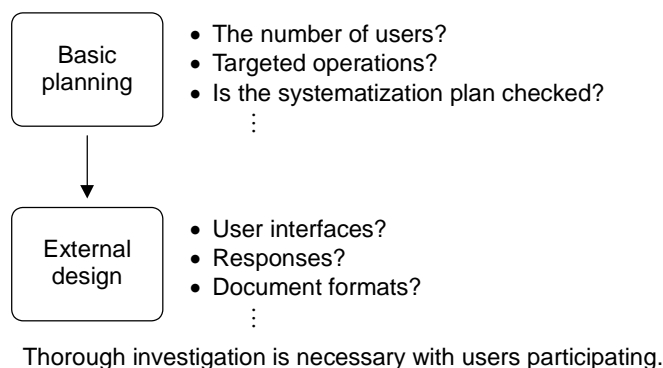 Basic
planning
• The number of users?
• Targeted operations?
• Is the systematization plan checked?
⋮
External
design
• User interfaces?
• Responses?
• Document formats?
⋮
Thorough investigation is necessary with users participating.